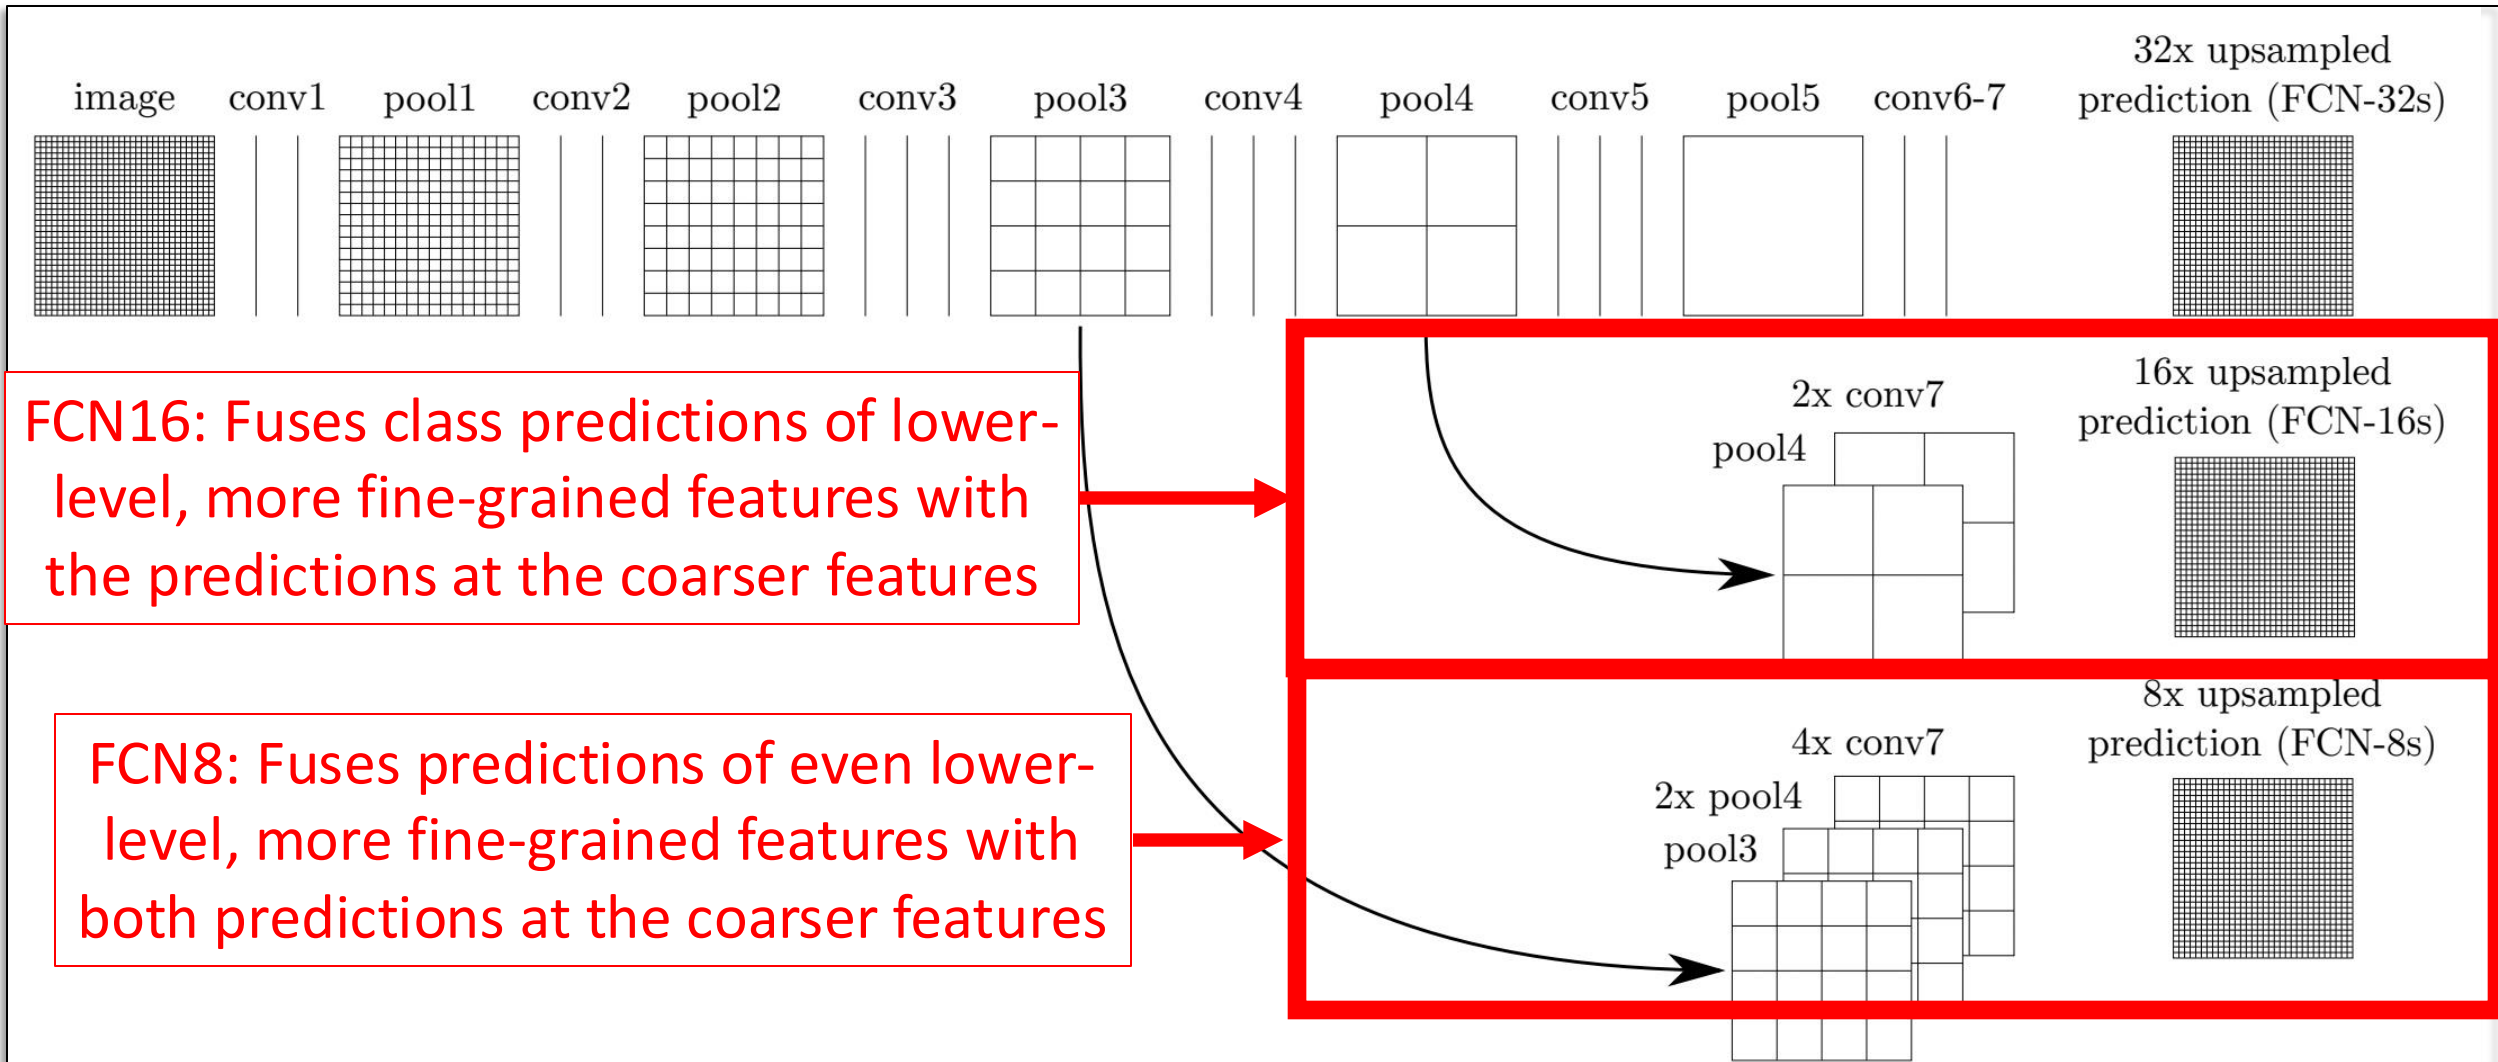 image
conv1
pool1
conv2
pool2
conv3
pool3
conv4
pool4
conv5
pool5
conv6-7
32x upsampled
prediction (FCN-32s)
FCN16: Fuses class predictions of lower-
level, more fine-grained features with
the predictions at the coarser features
2x conv7
pool4
16x upsampled
prediction (FCN-16s)
FCN8: Fuses predictions of even lower-
level, more fine-grained features with
both predictions at the coarser features
4x conv7
2x pool4
pool3
8x upsampled
prediction (FCN-8s)